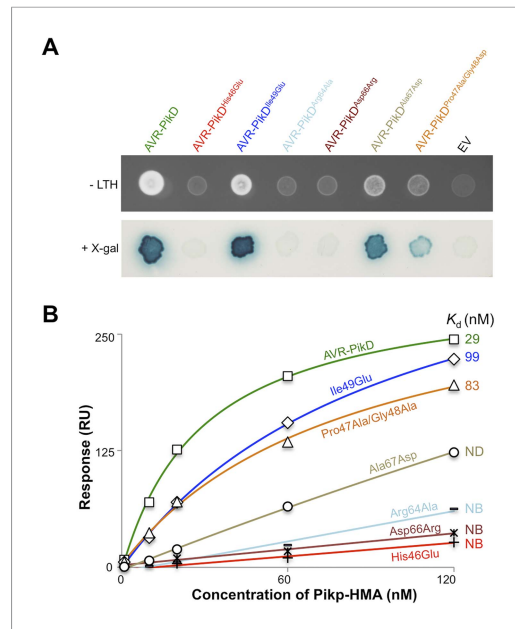 A
AVR-PikD
AVR-PikDHis46Glu
AVR-PikDIle49Glu
AVR-PikDArg64Ala
AVR-PikDAsp66Arg
AVR-PikDAla67Asp
AVR-PikDPro47Ala/Gly48Asp
EV
- LTH
+ X-gal
B
Kd (nM)
250
AVR-PikD
29
Ile49Glu
99
Pro47Ala/Gly48Ala
83
Response (RU)
125
Ala67Asp
ND
Arg64Ala
NB
Asp66Arg
NB
His46Glu
NB
0
0
60
120
Concentration of Pikp-HMA (nM)